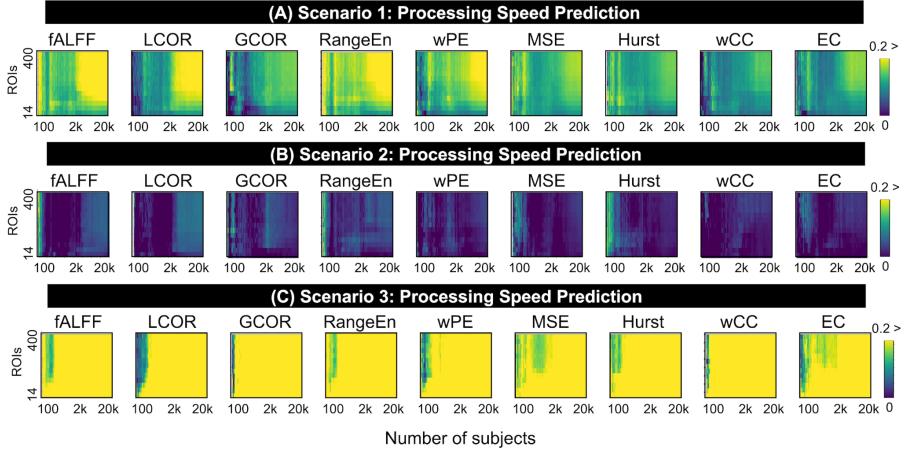 (A) Scenario 1: Processing Speed Prediction
fALFF LCOR GCOR RangeEn wPE MSE Hurst wCC EC
0.2 >
ROIs
400
14
0
100 2k 20k 100 2k 20k 100 2k 20k 100 2k 20k 100 2k 20k 100 2k 20k 100 2k 20k 100 2k 20k 100 2k 20k
(B) Scenario 2: Processing Speed Prediction
fALFF LCOR GCOR RangeEn wPE MSE Hurst wCC EC
0.2 >
ROIs
400
14
0
100 2k 20k 100 2k 20k 100 2k 20k 100 2k 20k 100 2k 20k 100 2k 20k 100 2k 20k 100 2k 20k 100 2k 20k
(C) Scenario 3: Processing Speed Prediction
fALFF LCOR GCOR RangeEn wPE MSE Hurst wCC EC
0.2 >
ROIs
400
14
0
100 2k 20k 100 2k 20k 100 2k 20k 100 2k 20k 100 2k 20k 100 2k 20k 100 2k 20k 100 2k 20k 100 2k 20k
Number of subjects